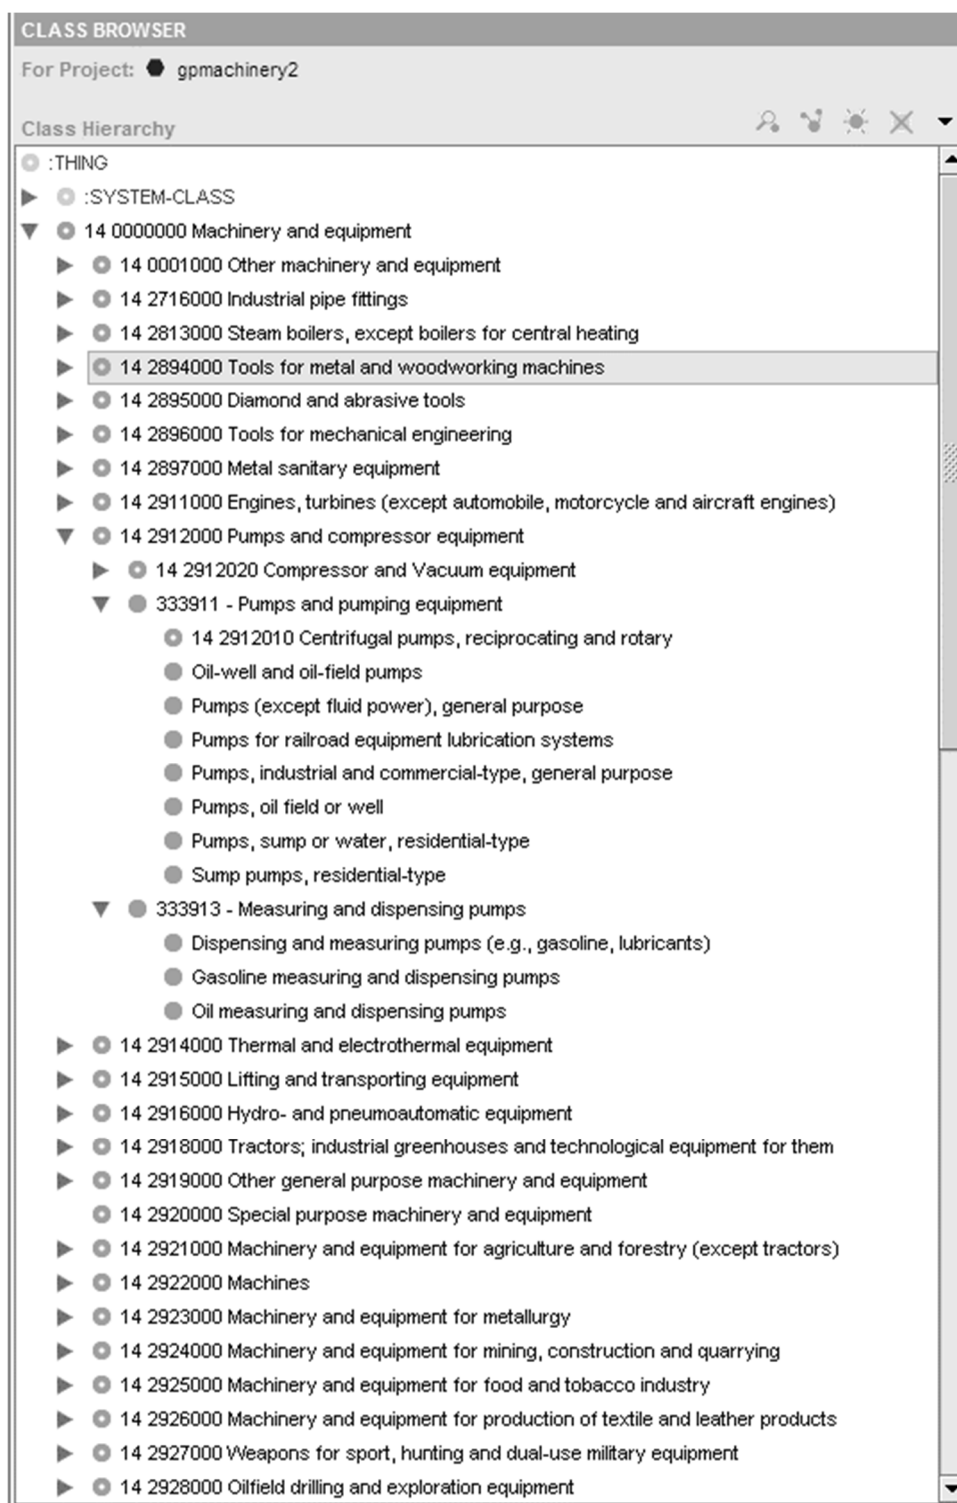 CLASS BROWSER
For Project: gpmachinery2
Class Hierarchy
:THING
:SYSTEM-CLASS
14 0000000 Machinery and equipment
14 0001000 Other machinery and equipment
14 2716000 Industrial pipe fittings
14 2813000 Steam boilers, except boilers for central heating
14 2894000 Tools for metal and woodworking machines
14 2895000 Diamond and abrasive tools
14 2896000 Tools for mechanical engineering
14 2897000 Metal sanitary equipment
14 2911000 Engines, turbines (except automobile, motorcycle and aircraft engines)
14 2912000 Pumps and compressor equipment
14 2912020 Compressor and Vacuum equipment
333911 - Pumps and pumping equipment
14 2912010 Centrifugal pumps, reciprocating and rotary
Oil-well and oil-field pumps
Pumps (except fluid power), general purpose
Pumps for railroad equipment lubrication systems
Pumps, industrial and commercial-type, general purpose
Pumps, oil field or well
Pumps, sump or water, residential-type
Sump pumps, residential-type
333913 - Measuring and dispensing pumps
Dispensing and measuring pumps (e.g., gasoline, lubricants)
Gasoline measuring and dispensing pumps
Oil measuring and dispensing pumps
14 2914000 Thermal and electrothermal equipment
14 2915000 Lifting and transporting equipment
14 2916000 Hydro- and pneumoautomatic equipment
14 2918000 Tractors; industrial greenhouses and technological equipment for them
14 2919000 Other general purpose machinery and equipment
14 2920000 Special purpose machinery and equipment
14 2921000 Machinery and equipment for agriculture and forestry (except tractors)
14 2922000 Machines
14 2923000 Machinery and equipment for metallurgy
14 2924000 Machinery and equipment for mining, construction and quarrying
14 2925000 Machinery and equipment for food and tobacco industry
14 2926000 Machinery and equipment for production of textile and leather products
14 2927000 Weapons for sport, hunting and dual-use military equipment
14 2928000 Oilfield drilling and exploration equipment